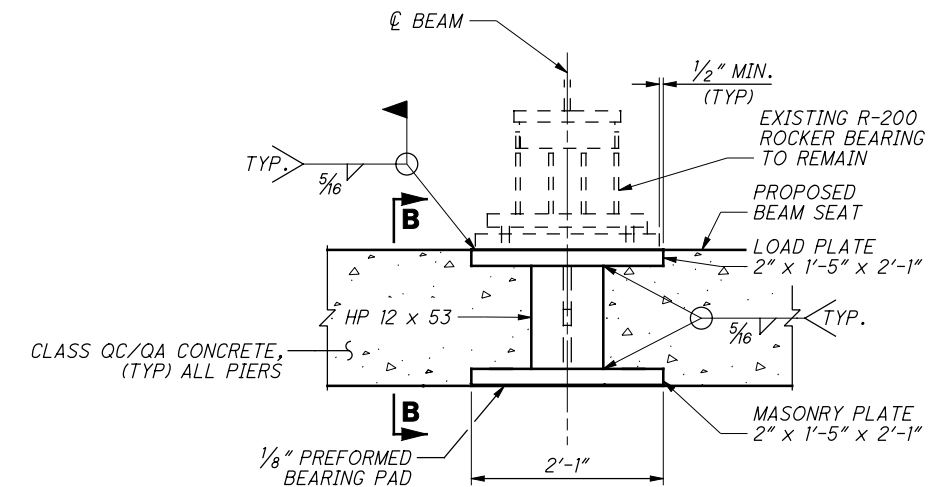 ℄ BEAM
1/2" MIN.
(TYP)
EXISTING R-200
ROCKER BEARING
TO REMAIN
TYP.
5/16
PROPOSED
BEAM SEAT
B
LOAD PLATE
2" x 1'-5" x 2'-1"
HP 12 x 53
5/16
TYP.
CLASS QC/QA CONCRETE,
(TYP) ALL PIERS
B
MASONRY PLATE
2" x 1'-5" x 2'-1"
1/8" PREFORMED
BEARING PAD
2'-1"